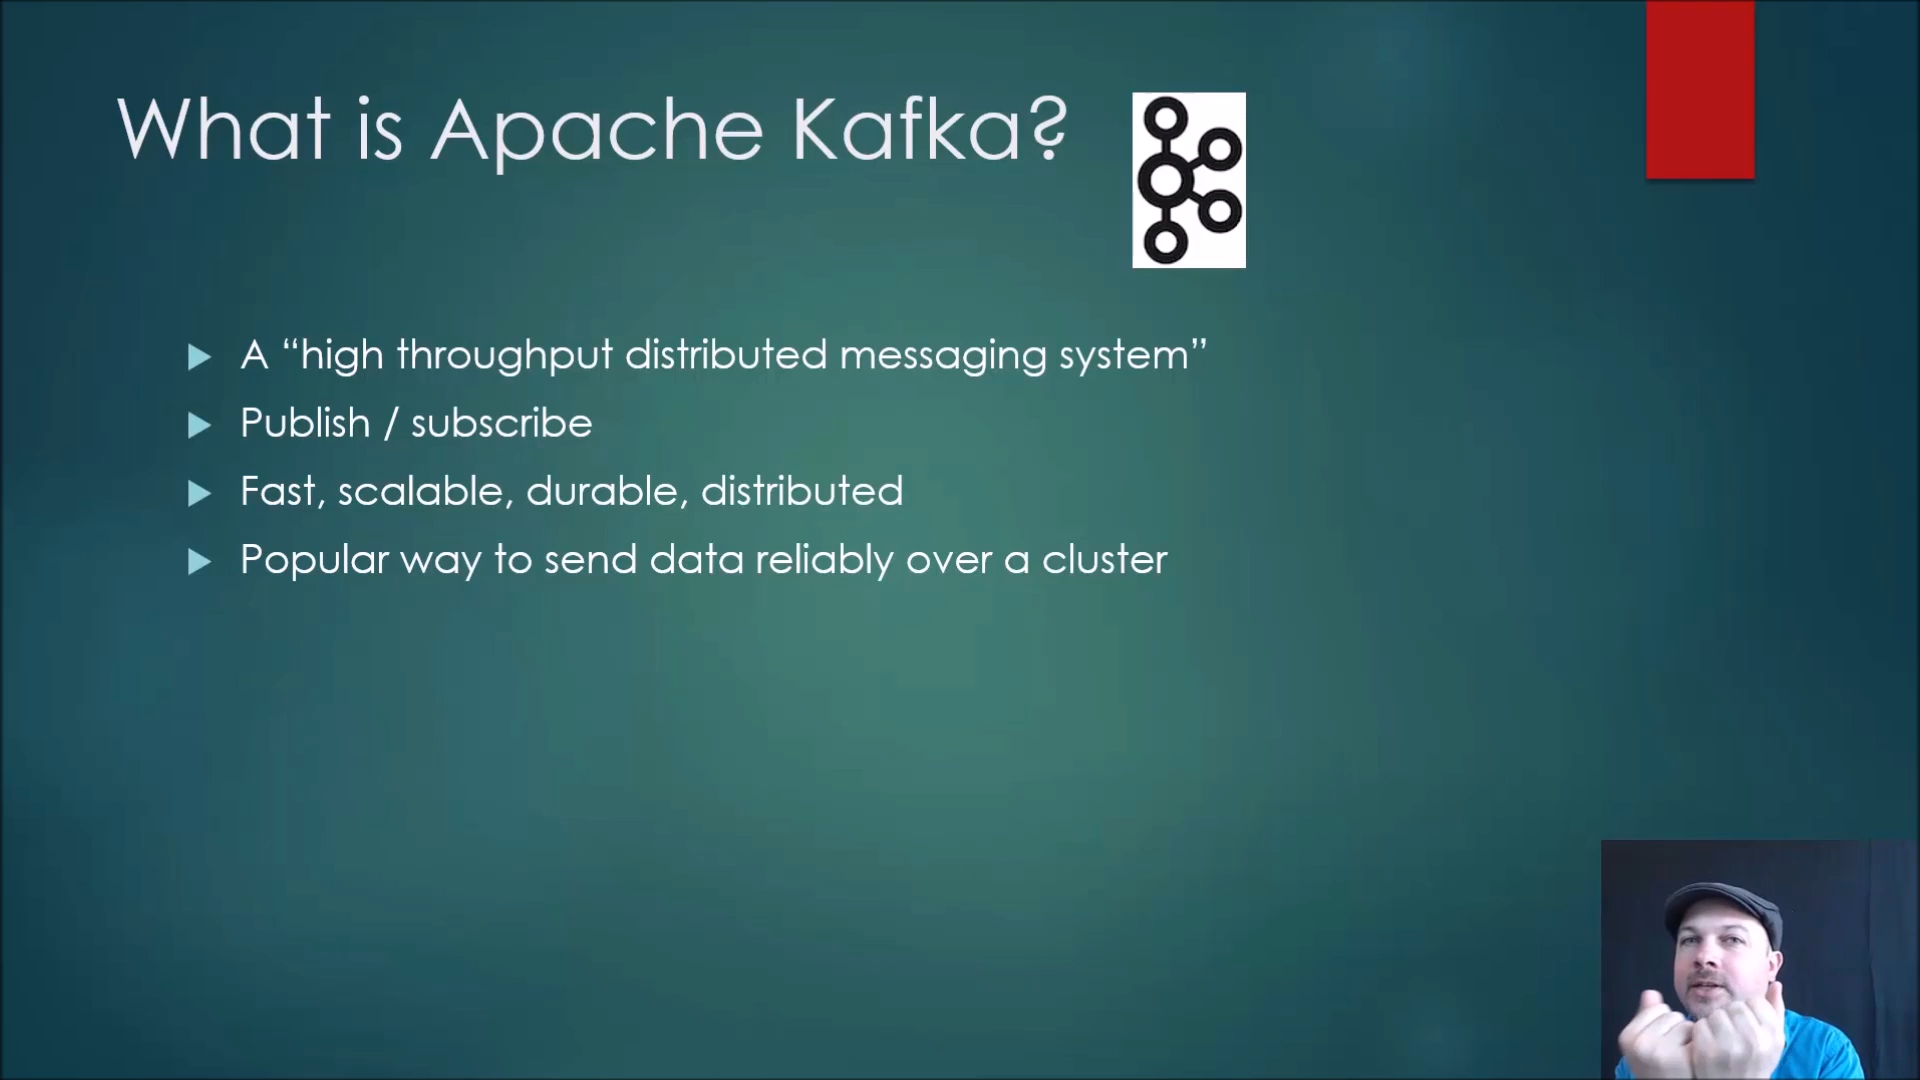 What is Apache Kafka?
A “high throughput distributed messaging system”
Publish / subscribe
Fast, scalable, durable, distributed
Popular way to send data reliably over a cluster